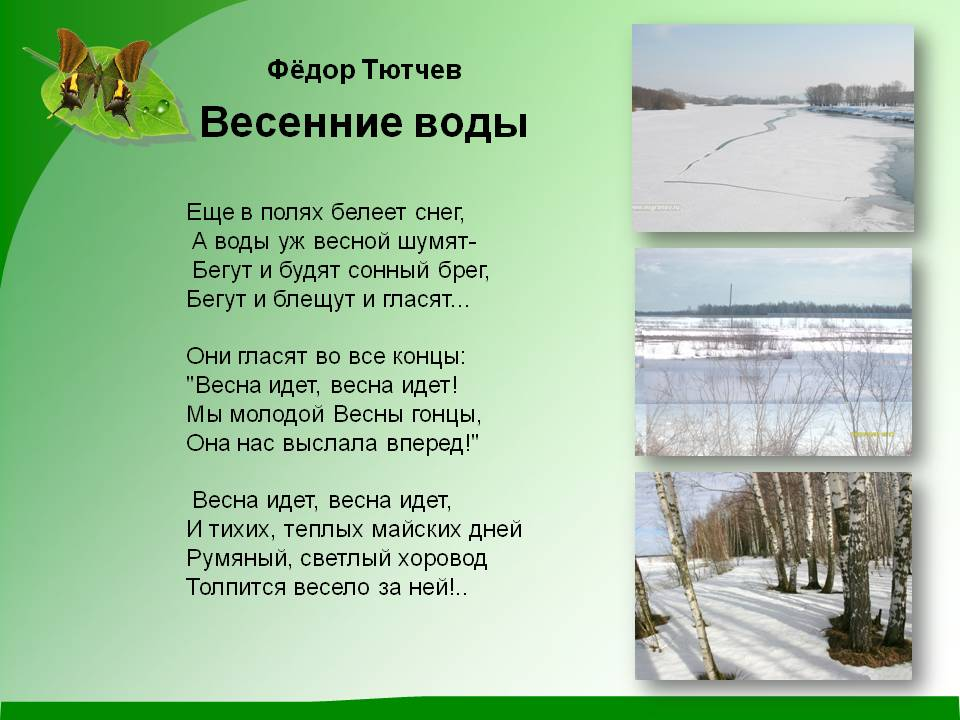 Фёдор Тютчев
Весенние воды
Еще в полях белеет снег,
А воды уж весной шумят-
Бегут и будят сонный брег,
Бегут и блещут и гласят...
Они гласят во все концы:
"Весна идет, весна идет!
Мы молодой Весны гонцы,
Она нас выслала вперед!"
Весна идет, весна идет,
И тихих, теплых майских дней
Румяный, светлый хоровод
Толпится весело за ней!..